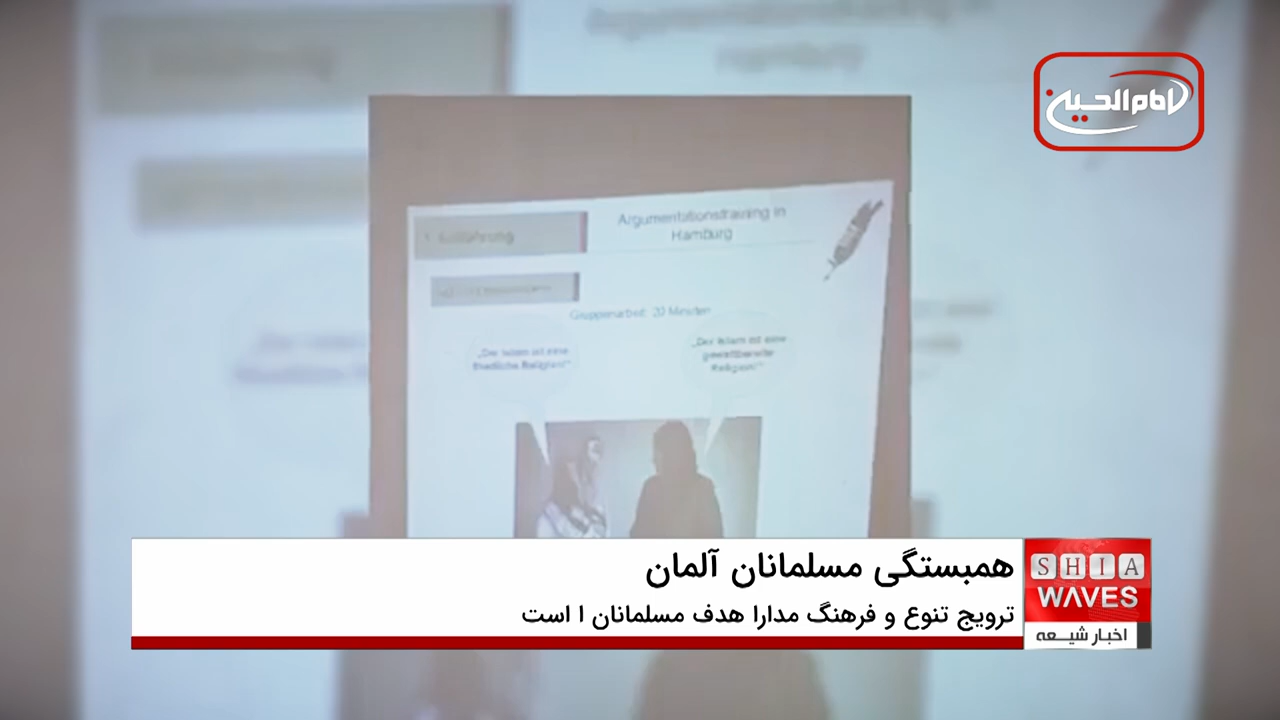 امام الحسین
Argumentationstraining in
Hamburg
Einführung
Gruppenarbeit: 20 Minuten
„Der Islam ist eine
friedliche Religion“
„Der Islam ist eine
gewaltbereite
Religion“
همبستگی مسلمانان آلمان
ترویج تنوع و فرهنگ مدارا هدف مسلمانان ا است
SHIA
WAVES
اخبار شیعه